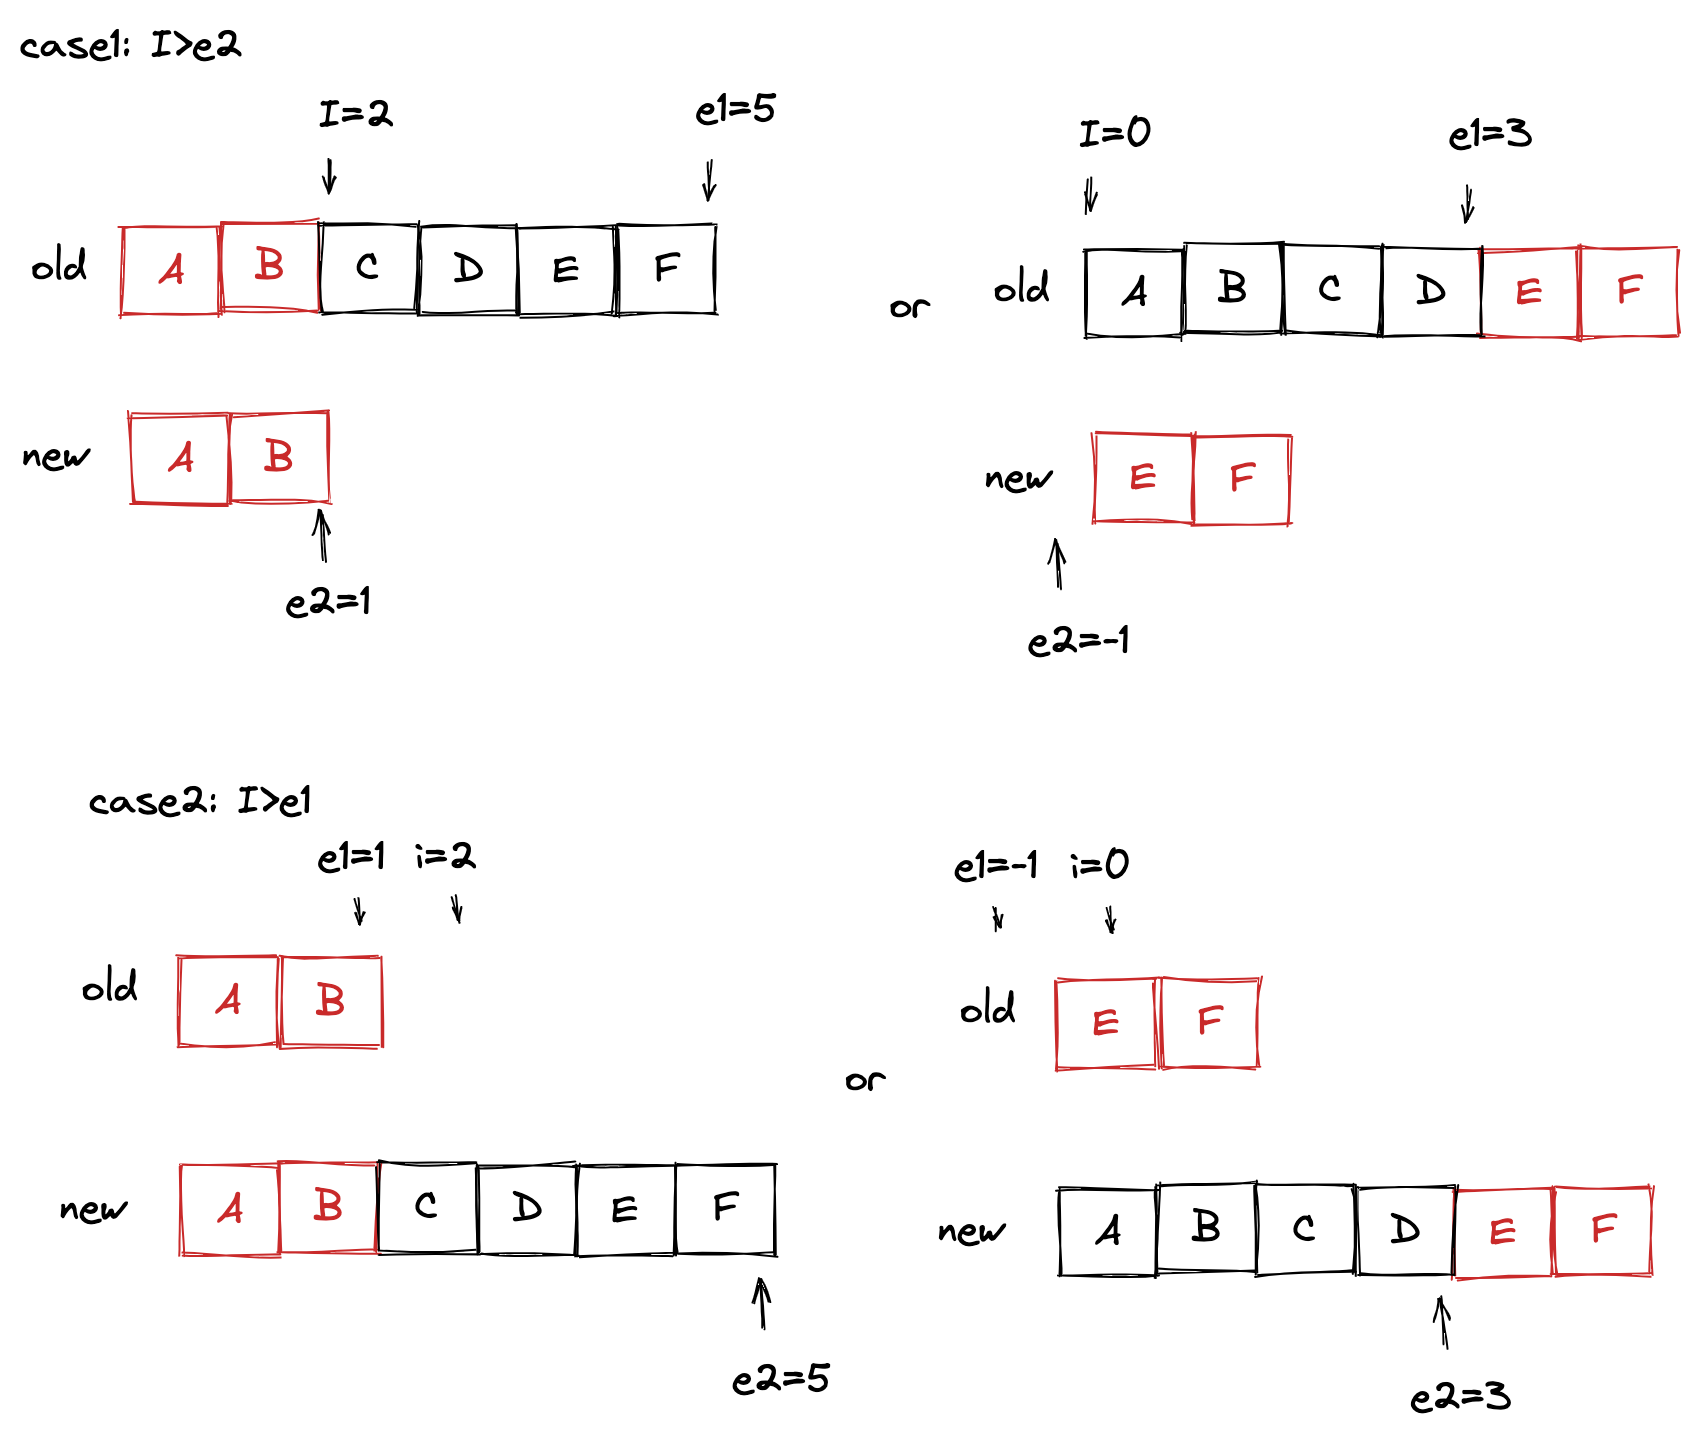 case1: I>e2
I=2 e1=5
old A B C D E F
new A B
e2=1
or
I=0 e1=3
old A B C D E F
new E F
e2=-1
case2: I>e1
e1=1 i=2
old A B
new A B C D E F
e2=5
or
e1=-1 i=0
old E F
new A B C D E F
e2=3